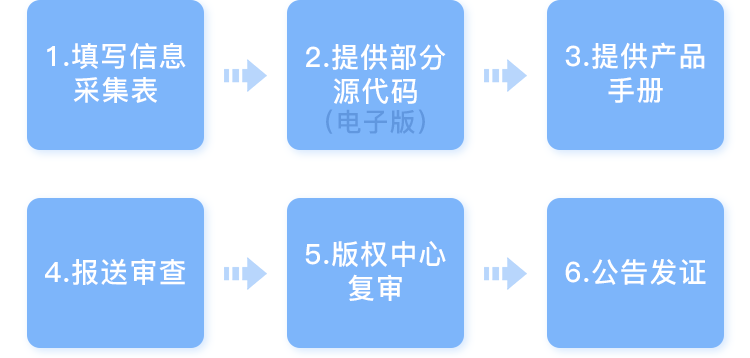 1.填写信息
采集表
2.提供部分
源代码
（电子版）
3.提供产品
手册
4.报送审查
5.版权中心
复审
6.公告发证